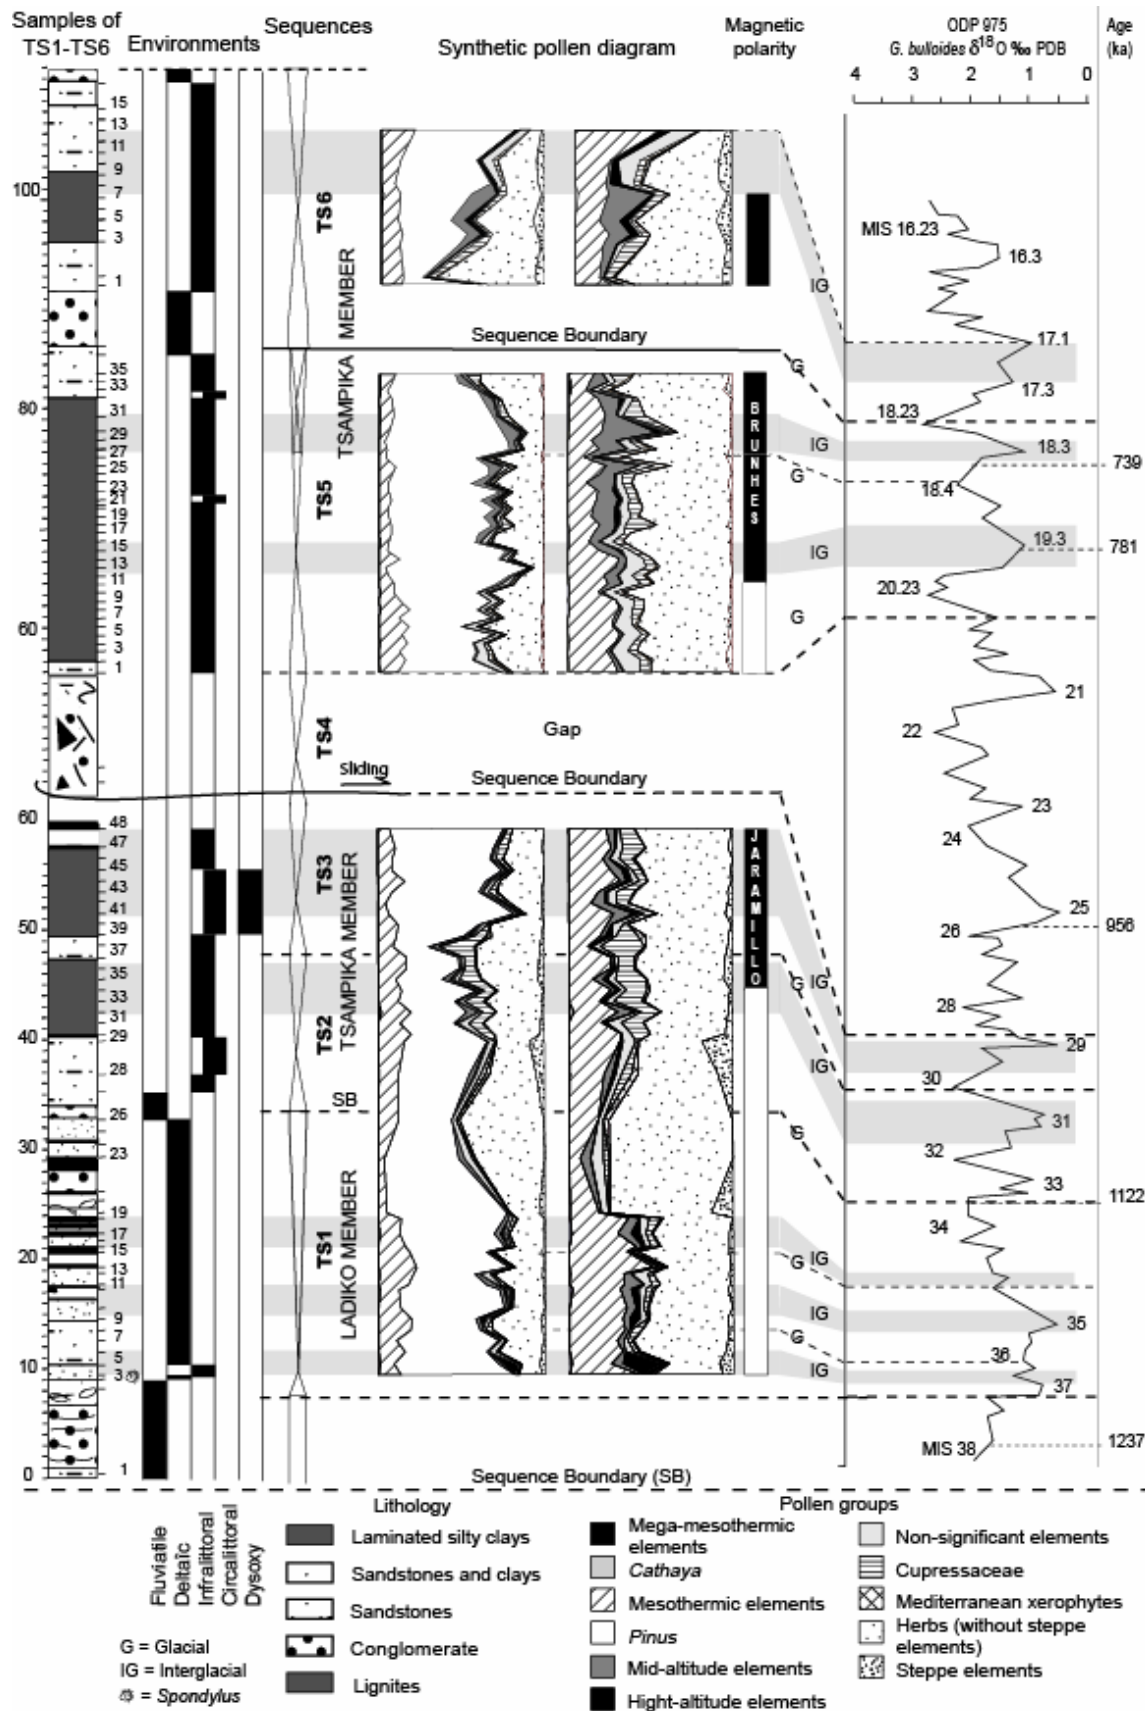 Samples of
TS1-TS6
Environments
Sequences
Synthetic pollen diagram
Magnetic
polarity
ODP 975
G. bulloides δ18O ‰ PDB
Age
(ka)
4 3 2 1 0
15
13
11
9
100
7
5
3
1
TS6
TSAMPIKA MEMBER
IG
MIS 16.23
16.3
17.1
17.3
Sequence Boundary
G
18.23
35
33
80
31
29
27
25
23
21
19
17
15
13
11
9
7
60
5
3
1
TS5
BRUNHES
IG
G
IG
G
18.3
739
18.4
19.3
781
20.23
21
22
TS4
Gap
Sliding
Sequence Boundary
23
24
60
48
47
45
43
41
50
39
37
35
33
31
40
29
28
26
30
23
19
17
20
15
13
11
9
7
5
10
3
1
0
TS3
TSAMPIKA MEMBER
TS2
SB
TS1
LADIKO MEMBER
JARAMILLO
G
IG
IG
G
G
IG
IG
G
IG
25
26
956
28
29
30
31
32
33
1122
34
35
36
37
MIS 38
1237
Sequence Boundary (SB)
Fluviatile
Deltaïc
Infralittoral
Circalittoral
Dysoxy
G = Glacial
IG = Interglacial
= Spondylus
Lithology
Laminated silty clays
Sandstones and clays
Sandstones
Conglomerate
Lignites
Pollen groups
Mega-mesothermic
elements
Cathaya
Mesothermic elements
Pinus
Mid-altitude elements
Hight-altitude elements
Non-significant elements
Cupressaceae
Mediterranean xerophytes
Herbs (without steppe
elements)
Steppe elements